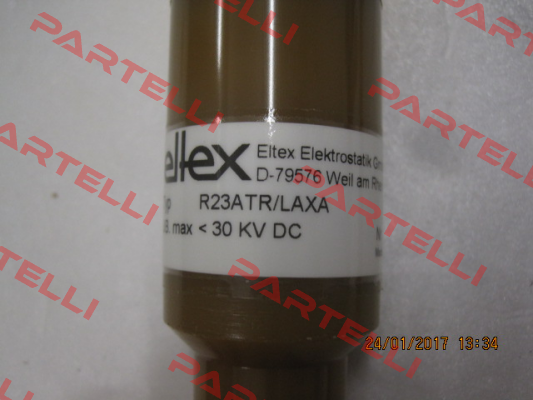 PARTELLI
PARTELLI
PARTELLI
eltex Eltex Elektrostatik
D-79576 Weil am
R23ATR/LAXA
max < 30 KV DC
PARTELLI
PARTELLI
PARTELLI
24/01/2017 13:34
PARTELLI
PARTELLI